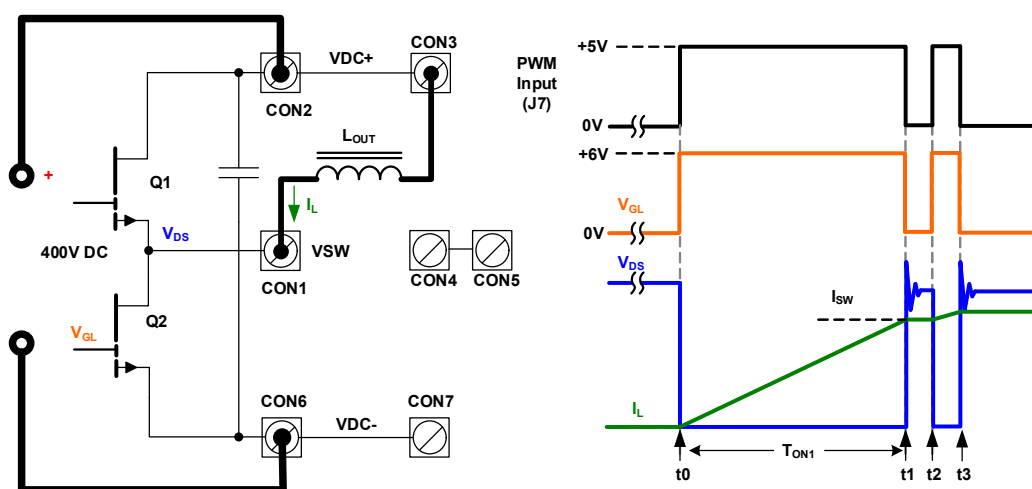 CON2
VDC+
CON3
LOUT
IL
+
Q1
400V DC
VDS
CON1
VSW
CON4
CON5
VGL
Q2
CON6
VDC-
CON7
PWM
Input
(J7)
+5V
0V
+6V
VGL
0V
VDS
ISW
IL
TON1
t0
t1
t2
t3